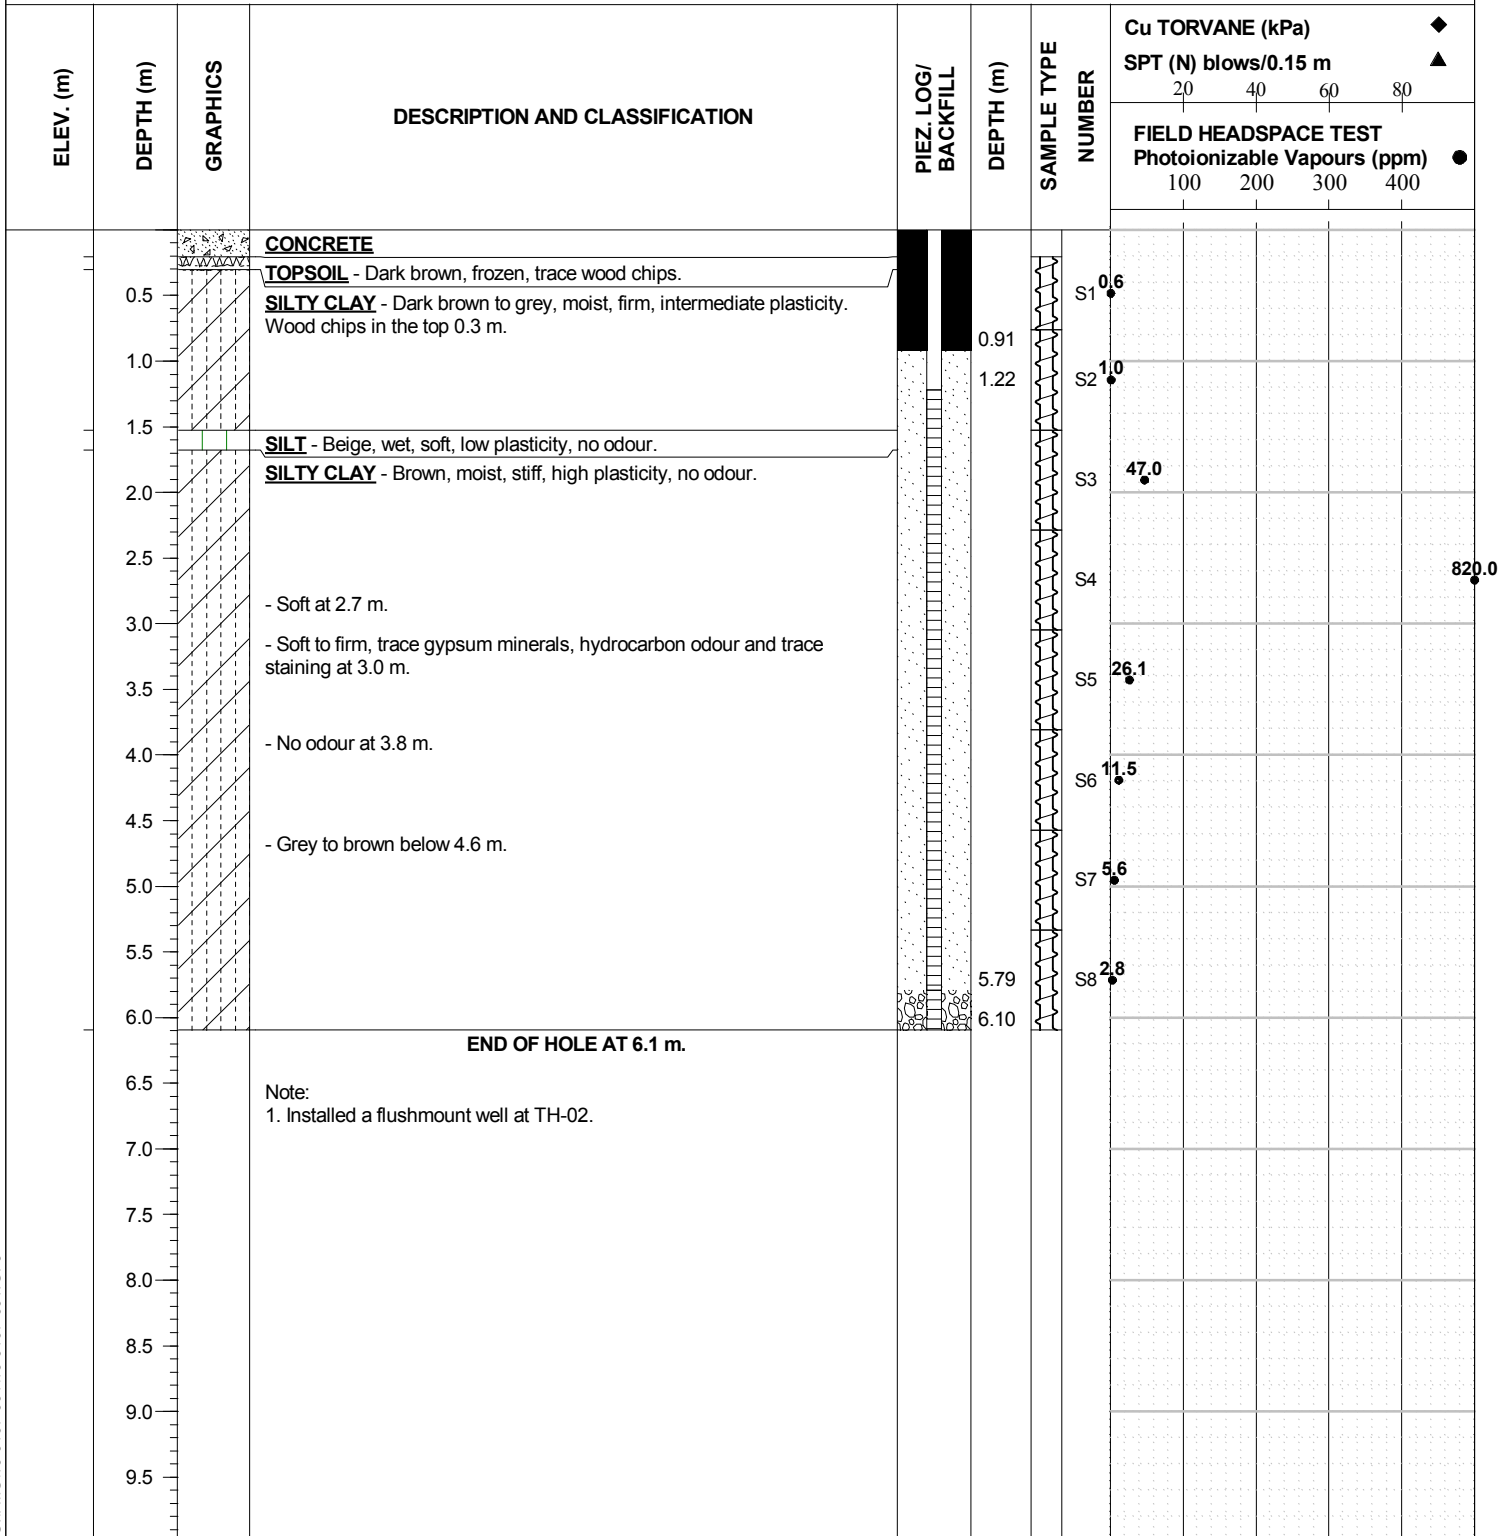 ELEV. (m)
DEPTH (m)
GRAPHICS
DESCRIPTION AND CLASSIFICATION
PIEZ. LOG/
BACKFILL
DEPTH (m)
SAMPLE TYPE
NUMBER
Cu TORVANE (kPa)
SPT (N) blows/0.15 m
20 40 60 80
FIELD HEADSPACE TEST
Photoionizable Vapours (ppm)
100 200 300 400
CONCRETE
TOPSOIL - Dark brown, frozen, trace wood chips.
0.5
SILTY CLAY - Dark brown to grey, moist, firm, intermediate plasticity.
Wood chips in the top 0.3 m.
S1 0.6
0.91
1.0
1.22
S2 1.0
1.5
SILT - Beige, wet, soft, low plasticity, no odour.
SILTY CLAY - Brown, moist, stiff, high plasticity, no odour.
S3 47.0
2.0
2.5
S4 820.0
- Soft at 2.7 m.
3.0
- Soft to firm, trace gypsum minerals, hydrocarbon odour and trace
staining at 3.0 m.
S5 26.1
3.5
- No odour at 3.8 m.
4.0
S6 11.5
4.5
- Grey to brown below 4.6 m.
5.0
S7 5.6
5.5
5.79
S8 2.8
6.0
6.10
END OF HOLE AT 6.1 m.
6.5
Note:
1. Installed a flushmount well at TH-02.
7.0
7.5
8.0
8.5
9.0
9.5